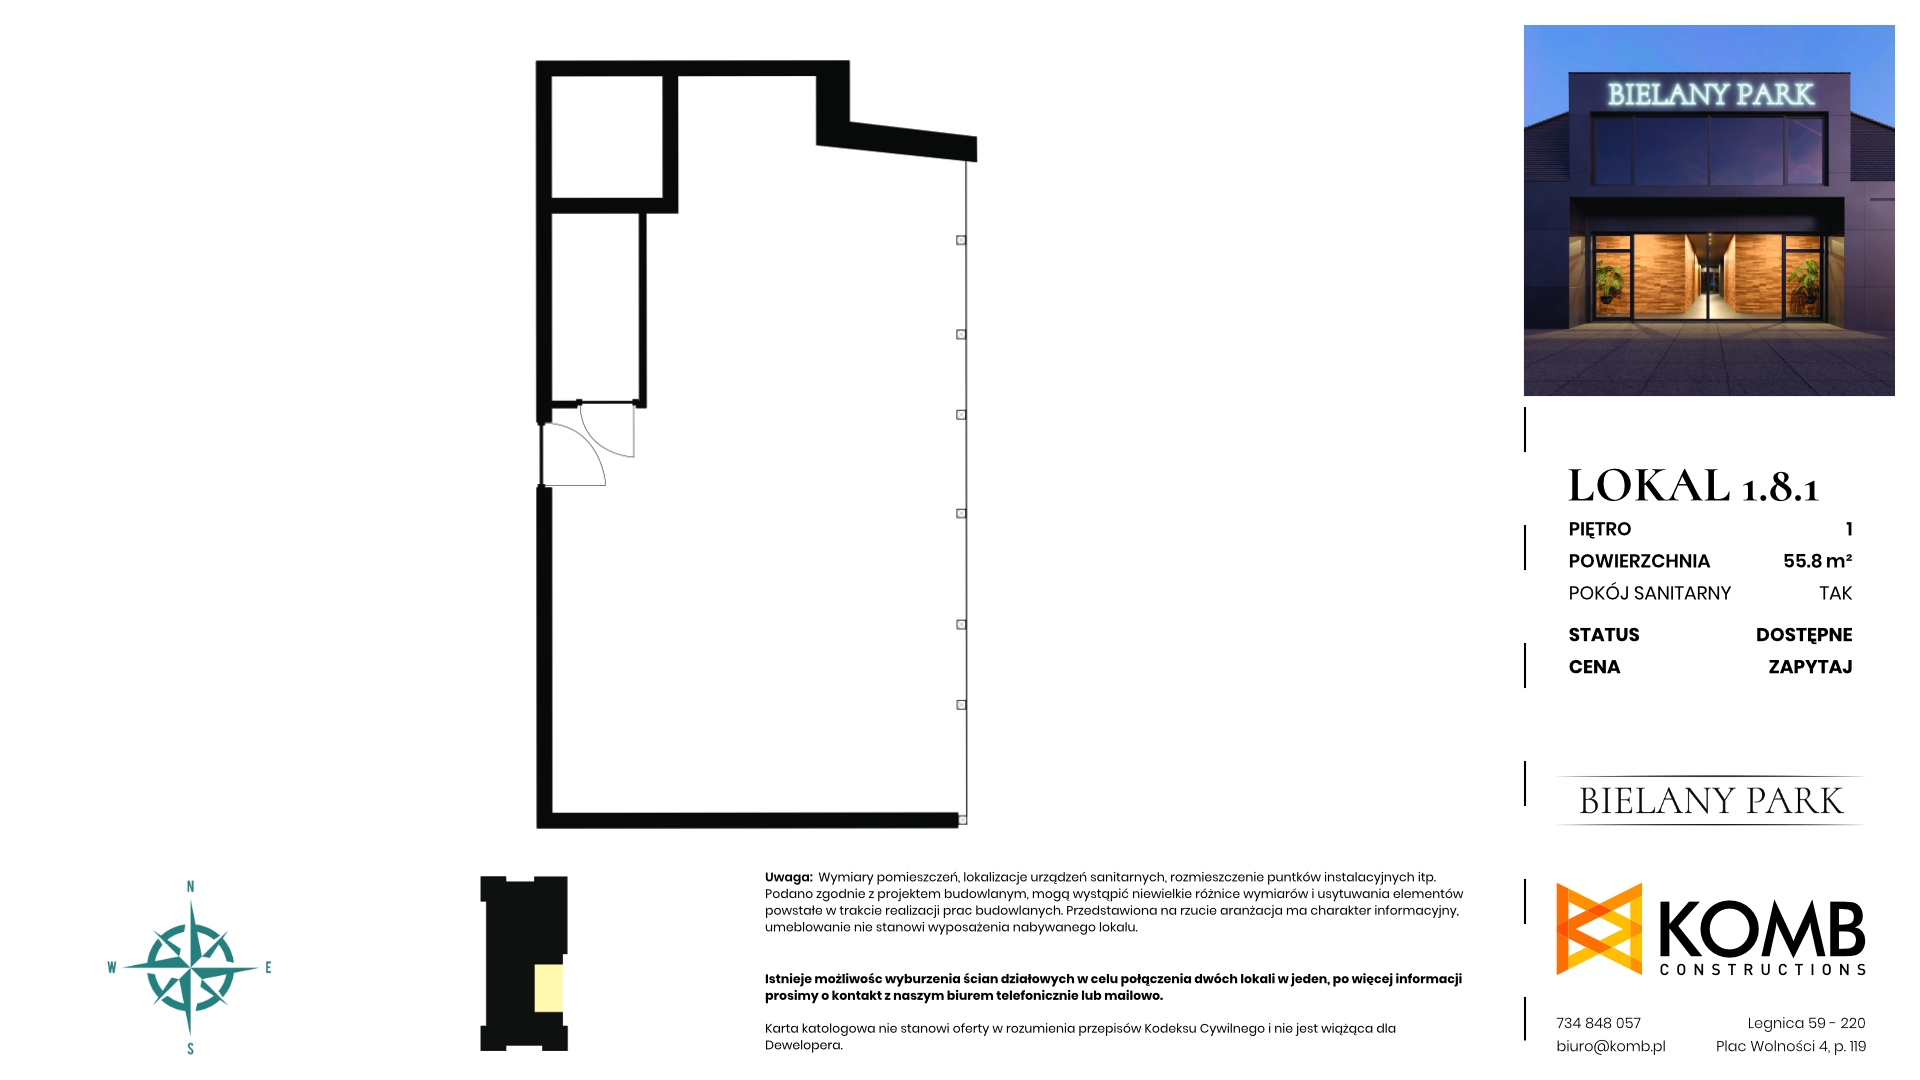 BIELANY PARK
LOKAL 1.8.1
PIĘTRO 1
POWIERZCHNIA 55.8 m²
POKÓJ SANITARNY TAK
STATUS DOSTĘPNE
CENA ZAPYTAJ
BIELANY PARK
KOMB
CONSTRUCTIONS
734 848 057 Legnica 59 - 220
biuro@komb.pl Plac Wolności 4, p. 119
N
W E
S
Uwaga: Wymiary pomieszczeń, lokalizacje urządzeń sanitarnych, rozmieszczenie puntków instalacyjnych itp.
Podano zgodnie z projektem budowlanym, mogą wystąpić niewielkie różnice wymiarów i usytuwania elementów
powstałe w trakcie realizacji prac budowlanych. Przedstawiona na rzucie aranżacja ma charakter informacyjny,
umeblowanie nie stanowi wyposażenia nabywanego lokalu.
Istnieje możliwośc wyburzenia ścian działowych w celu połączenia dwóch lokali w jeden, po więcej informacji
prosimy o kontakt z naszym biurem telefonicznie lub mailowo.
Karta katologowa nie stanowi oferty w rozumienia przepisów Kodeksu Cywilnego i nie jest wiążąca dla
Dewelopera.